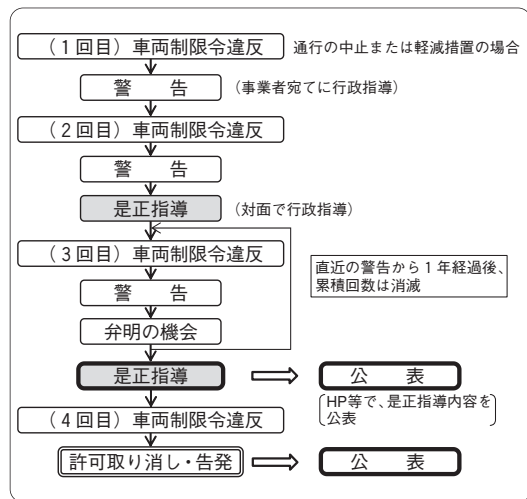 （１回目）車両制限令違反　通行の中止または軽減措置の場合
警　　告　（事業者宛てに行政指導）
（２回目）車両制限令違反
警　　告
是正指導　（対面で行政指導）
（３回目）車両制限令違反
直近の警告から１年経過後、
累積回数は消滅
警　　告
弁明の機会
是正指導　公　　表
HP等で、是正指導内容を
公表
（４回目）車両制限令違反
許可取り消し・告発　公　　表